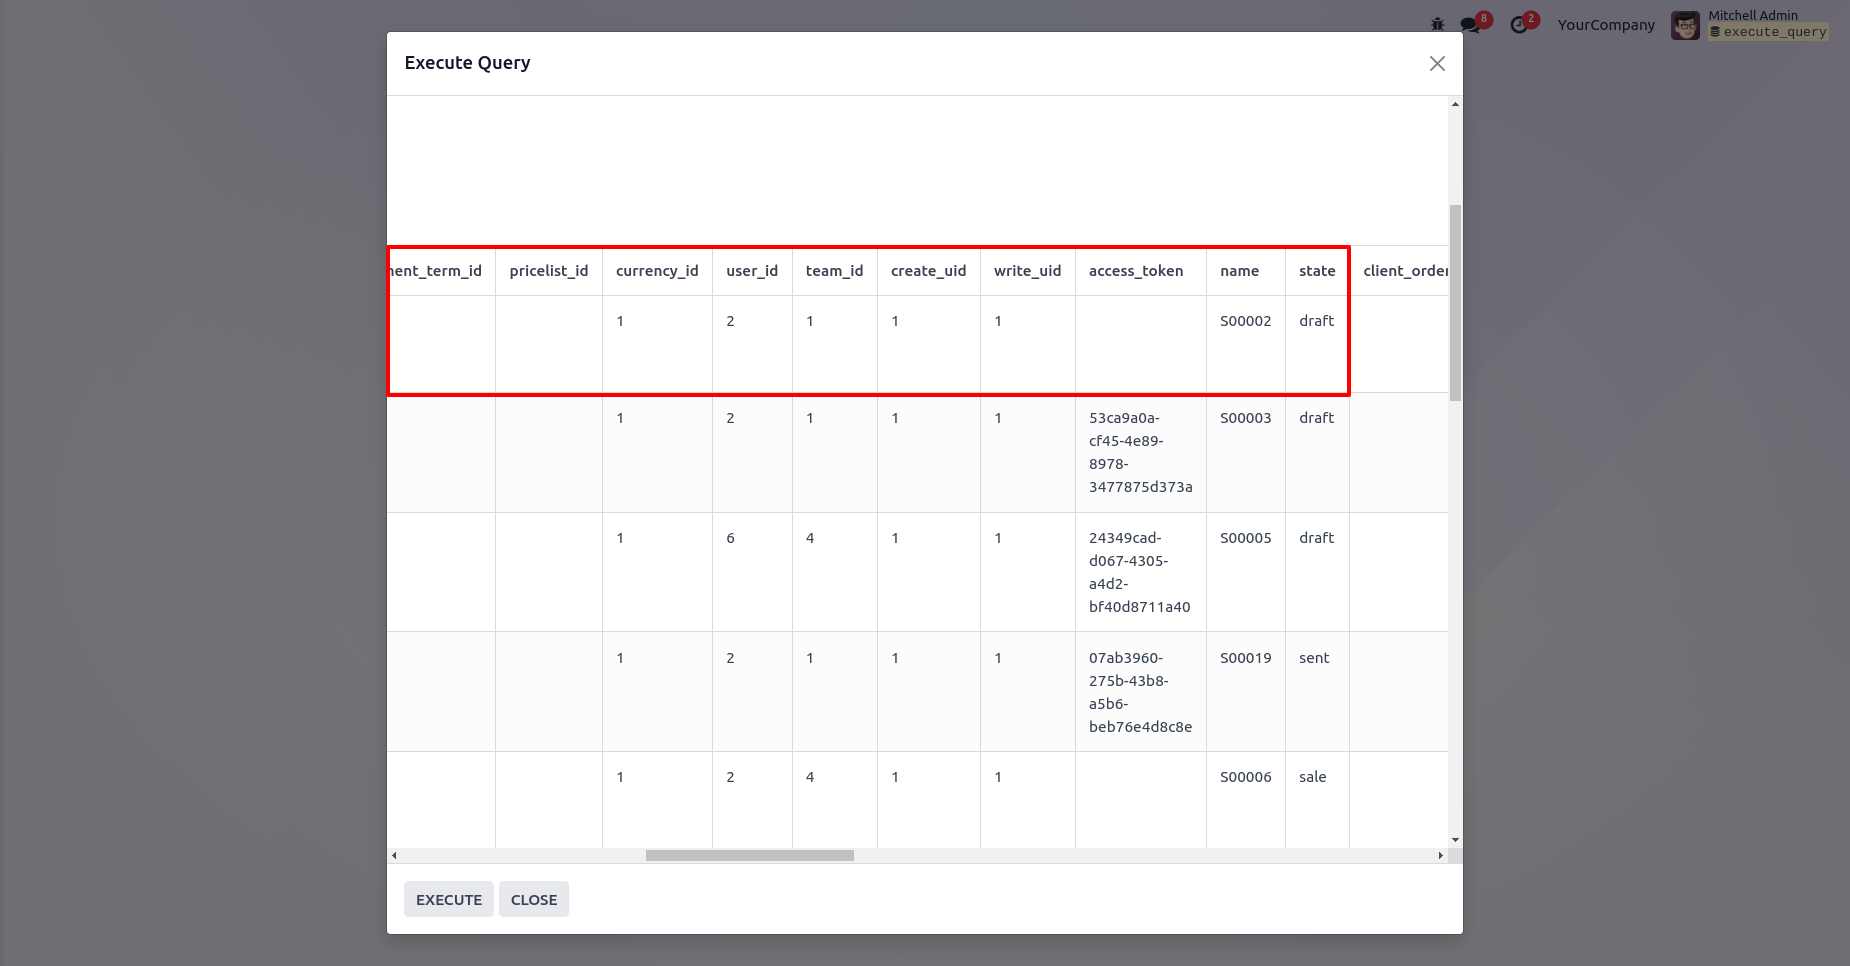 8
2
YourCompany
Mitchell Admin
execute_query
Execute Query
nent_term_id pricelist_id currency_id user_id team_id create_uid write_uid access_token name state client_order
1 2 1 1 1 S00002 draft
1 2 1 1 1 53ca9a0a- S00003 draft
cf45-4e89-
8978-
3477875d373a
1 6 4 1 1 24349cad- S00005 draft
d067-4305-
a4d2-
bf40d8711a40
1 2 1 1 1 07ab3960- S00019 sent
275b-43b8-
a5b6-
beb76e4d8c8e
1 2 4 1 1 S00006 sale
EXECUTE CLOSE